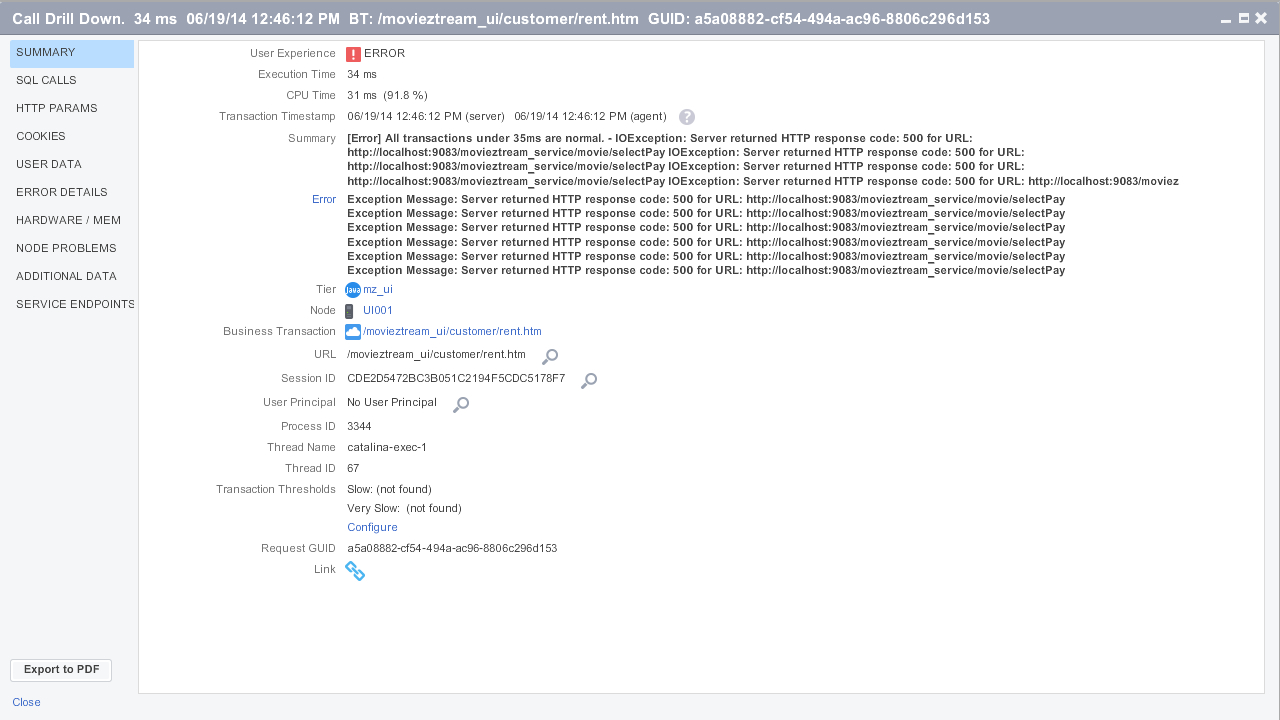 Call Drill Down.  34 ms  06/19/14 12:46:12 PM  BT: /movieztream_ui/customer/rent.htm  GUID: a5a08882-cf54-494a-ac96-8806c296d153
SUMMARY
SQL CALLS
HTTP PARAMS
COOKIES
USER DATA
ERROR DETAILS
HARDWARE / MEM
NODE PROBLEMS
ADDITIONAL DATA
SERVICE ENDPOINTS
User Experience ERROR
Execution Time 34 ms
CPU Time 31 ms (91.8 %)
Transaction Timestamp 06/19/14 12:46:12 PM (server) 06/19/14 12:46:12 PM (agent) ?
Summary [Error] All transactions under 35ms are normal. - IOException: Server returned HTTP response code: 500 for URL:
http://localhost:9083/movieztream_service/movie/selectPay IOException: Server returned HTTP response code: 500 for URL:
http://localhost:9083/movieztream_service/movie/selectPay IOException: Server returned HTTP response code: 500 for URL:
http://localhost:9083/movieztream_service/movie/selectPay IOException: Server returned HTTP response code: 500 for URL: http://localhost:9083/moviez
Error Exception Message: Server returned HTTP response code: 500 for URL: http://localhost:9083/movieztream_service/movie/selectPay
Exception Message: Server returned HTTP response code: 500 for URL: http://localhost:9083/movieztream_service/movie/selectPay
Exception Message: Server returned HTTP response code: 500 for URL: http://localhost:9083/movieztream_service/movie/selectPay
Exception Message: Server returned HTTP response code: 500 for URL: http://localhost:9083/movieztream_service/movie/selectPay
Exception Message: Server returned HTTP response code: 500 for URL: http://localhost:9083/movieztream_service/movie/selectPay
Exception Message: Server returned HTTP response code: 500 for URL: http://localhost:9083/movieztream_service/movie/selectPay
Tier Java mz_ui
Node UI001
Business Transaction /movieztream_ui/customer/rent.htm
URL /movieztream_ui/customer/rent.htm
Session ID CDE2D5472BC3B051C2194F5CDC5178F7
User Principal No User Principal
Process ID 3344
Thread Name catalina-exec-1
Thread ID 67
Transaction Thresholds Slow: (not found)
Very Slow: (not found)
Configure
Request GUID a5a08882-cf54-494a-ac96-8806c296d153
Link
Export to PDF
Close